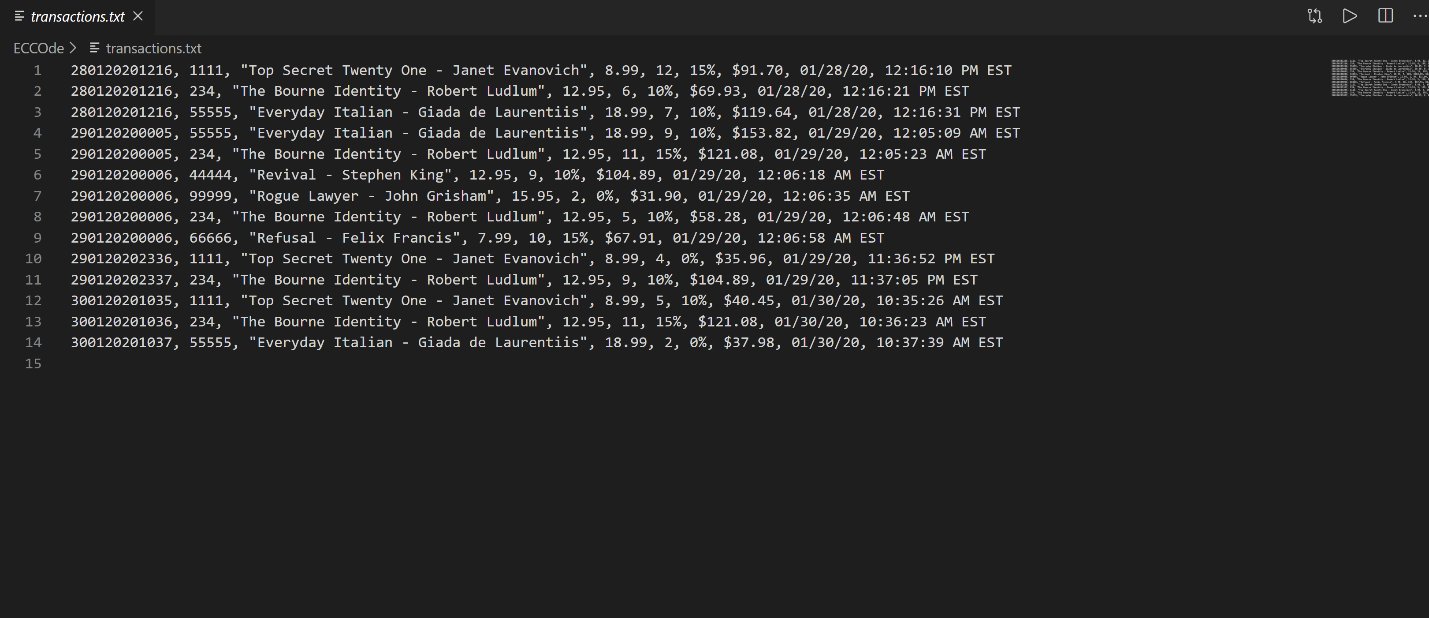 transactions.txt
ECCOde > transactions.txt
1 280120201216, 1111, "Top Secret Twenty One - Janet Evanovich", 8.99, 12, 15%, $91.70, 01/28/20, 12:16:10 PM EST
2 280120201216, 234, "The Bourne Identity - Robert Ludlum", 12.95, 6, 10%, $69.93, 01/28/20, 12:16:21 PM EST
3 280120201216, 55555, "Everyday Italian - Giada de Laurentiis", 18.99, 7, 10%, $119.64, 01/28/20, 12:16:31 PM EST
4 290120200005, 55555, "Everyday Italian - Giada de Laurentiis", 18.99, 9, 10%, $153.82, 01/29/20, 12:05:09 AM EST
5 290120200005, 234, "The Bourne Identity - Robert Ludlum", 12.95, 11, 15%, $121.08, 01/29/20, 12:05:23 AM EST
6 290120200006, 44444, "Revival - Stephen King", 12.95, 9, 10%, $104.89, 01/29/20, 12:06:18 AM EST
7 290120200006, 99999, "Rogue Lawyer - John Grisham", 15.95, 2, 0%, $31.90, 01/29/20, 12:06:35 AM EST
8 290120200006, 234, "The Bourne Identity - Robert Ludlum", 12.95, 5, 10%, $58.28, 01/29/20, 12:06:48 AM EST
9 290120200006, 66666, "Refusal - Felix Francis", 7.99, 10, 15%, $67.91, 01/29/20, 12:06:58 AM EST
10 290120202336, 1111, "Top Secret Twenty One - Janet Evanovich", 8.99, 4, 0%, $35.96, 01/29/20, 11:36:52 PM EST
11 290120202337, 234, "The Bourne Identity - Robert Ludlum", 12.95, 9, 10%, $104.89, 01/29/20, 11:37:05 PM EST
12 300120201035, 1111, "Top Secret Twenty One - Janet Evanovich", 8.99, 5, 10%, $40.45, 01/30/20, 10:35:26 AM EST
13 300120201036, 234, "The Bourne Identity - Robert Ludlum", 12.95, 11, 15%, $121.08, 01/30/20, 10:36:23 AM EST
14 300120201037, 55555, "Everyday Italian - Giada de Laurentiis", 18.99, 2, 0%, $37.98, 01/30/20, 10:37:39 AM EST
15